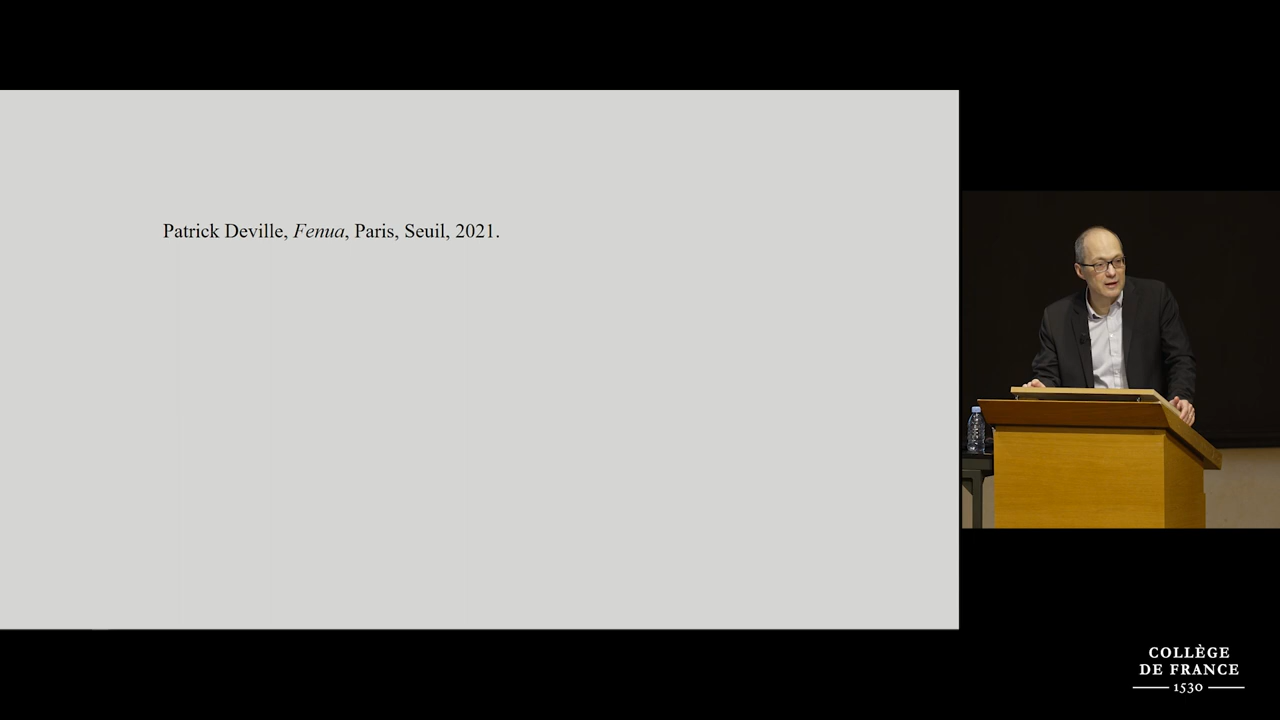 Patrick Deville, Fenua, Paris, Seuil, 2021.
COLLÈGE
DE FRANCE
1530